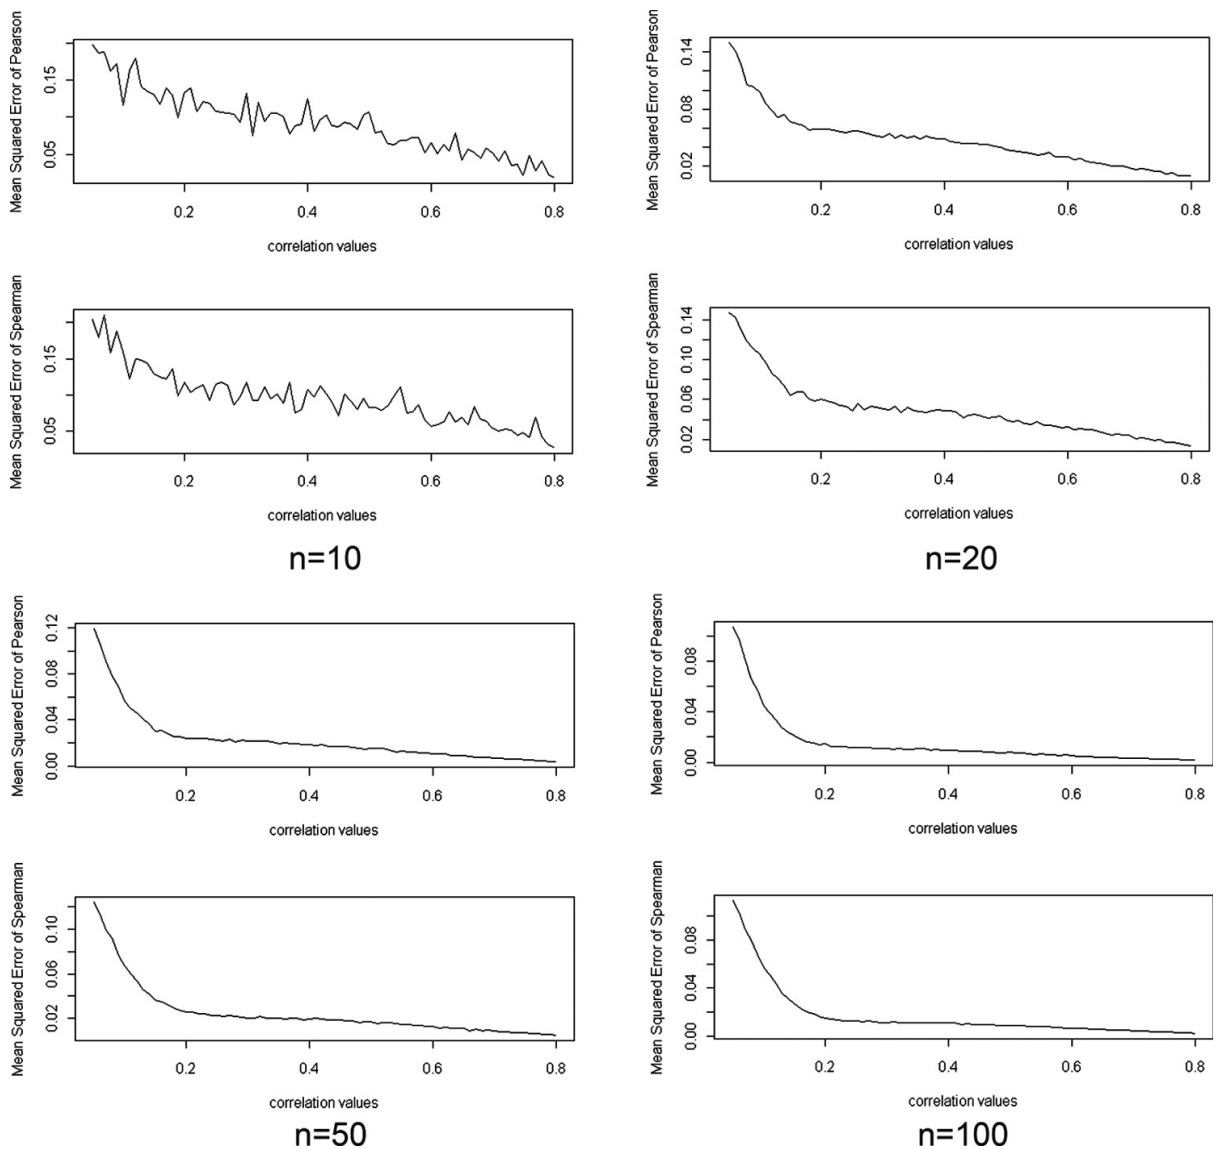 Mean Squared Error of Pearson
0.15
0.05
0.2 0.4 0.6 0.8
correlation values
Mean Squared Error of Pearson
0.14
0.08
0.02
0.2 0.4 0.6 0.8
correlation values
Mean Squared Error of Spearman
0.15
0.05
0.2 0.4 0.6 0.8
correlation values
n=10
Mean Squared Error of Spearman
0.14
0.10
0.06
0.02
0.2 0.4 0.6 0.8
correlation values
n=20
Mean Squared Error of Pearson
0.12
0.08
0.04
0.00
0.2 0.4 0.6 0.8
correlation values
Mean Squared Error of Pearson
0.08
0.04
0.00
0.2 0.4 0.6 0.8
correlation values
Mean Squared Error of Spearman
0.10
0.06
0.02
0.2 0.4 0.6 0.8
correlation values
n=50
Mean Squared Error of Spearman
0.08
0.04
0.00
0.2 0.4 0.6 0.8
correlation values
n=100